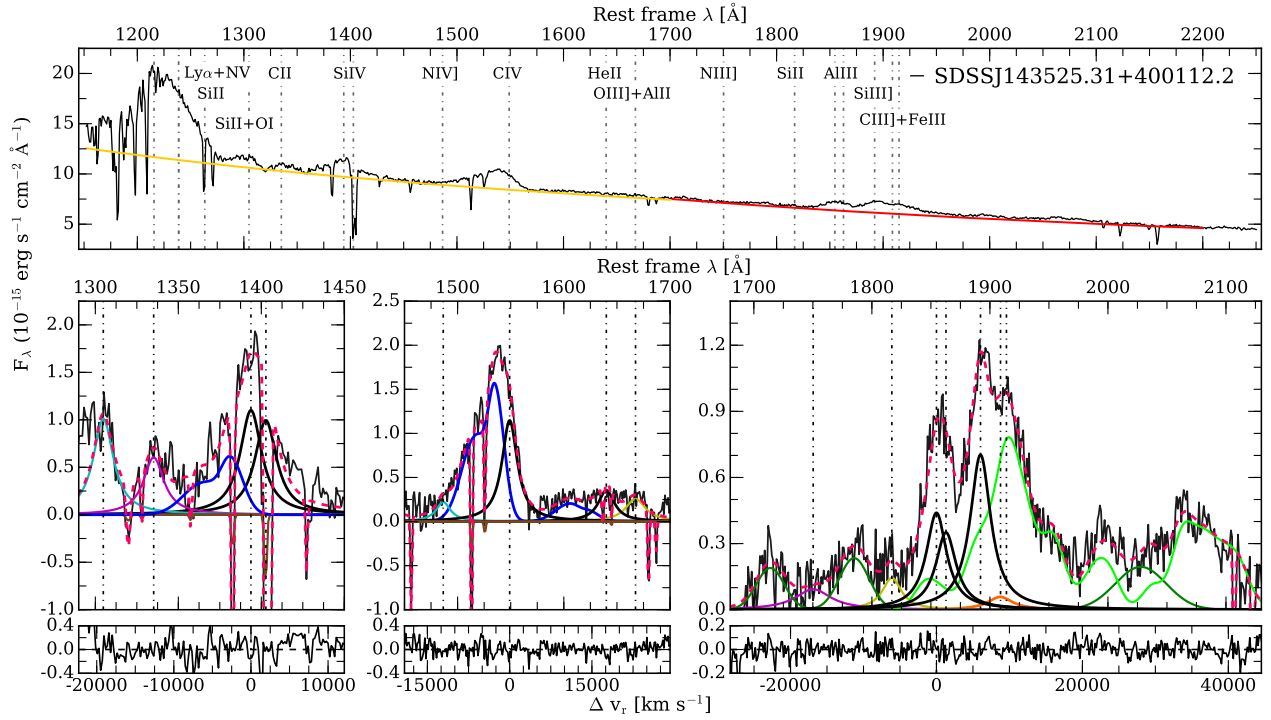 Rest frame λ [Å]
1200 1300 1400 1500 1600 1700 1800 1900 2000 2100 2200
20
15
10
5
Lyα+NV CII SiIV NIV] CIV HeII NIII] SiII AlIII − SDSSJ143525.31+400112.2
SiII OIII]+AlII SiIII]
SiII+OI CIII]+FeIII
F_λ (10⁻¹⁵ erg s⁻¹ cm⁻² Å⁻¹)
Rest frame λ [Å]
1300 1350 1400 1450
2.0
1.5
1.0
0.5
0.0
-0.5
-1.0
0.4
0.0
-0.4
-20000 -10000 0 10000
1500 1600 1700
2.5
2.0
1.5
1.0
0.5
0.0
-0.5
-1.0
0.4
0.0
-0.4
-15000 0 15000
1700 1800 1900 2000 2100
1.2
0.9
0.6
0.3
0.0
0.2
0.0
-0.2
-20000 0 20000 40000
Δ v_r [km s⁻¹]